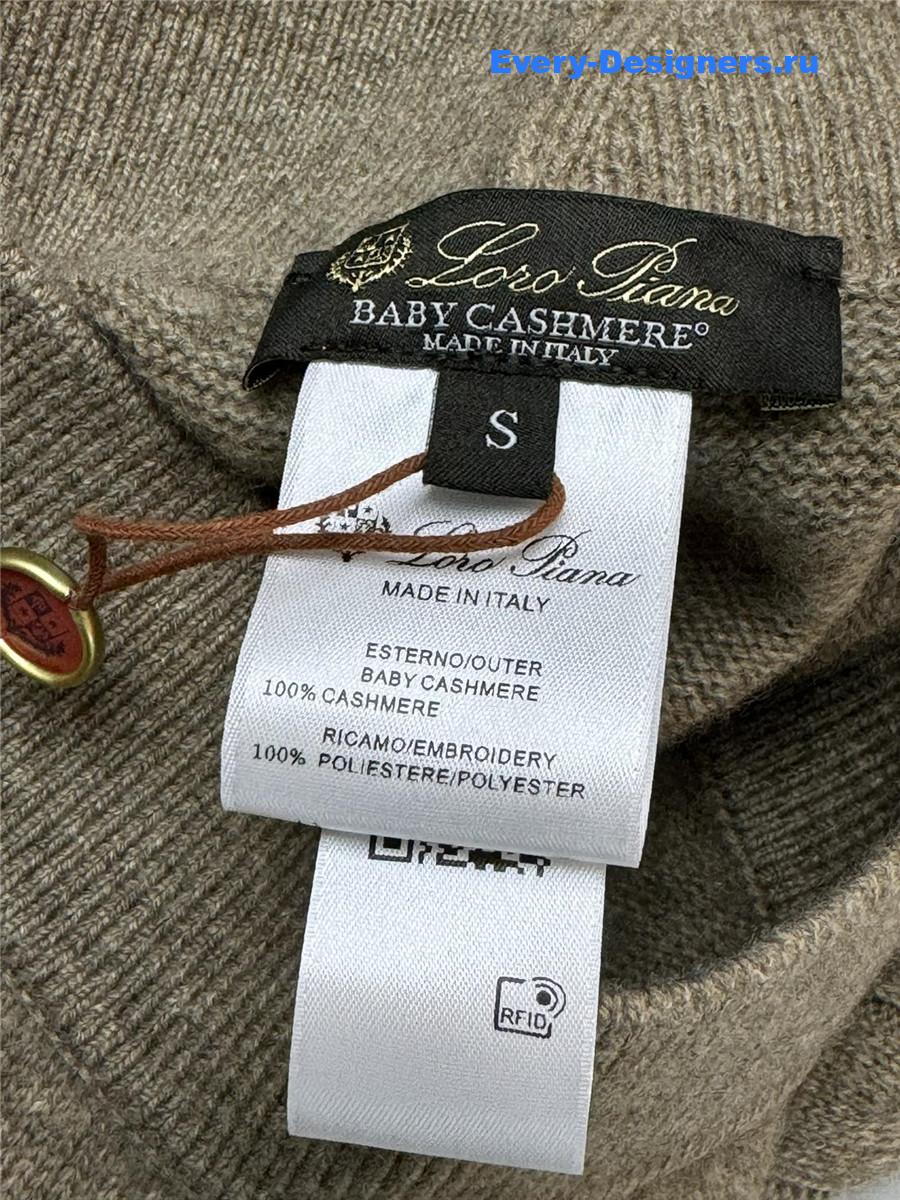 Every-Designers.ru
Loro Piana
BABY CASHMERE®
MADE IN ITALY
S
Loro Piana
MADE IN ITALY
ESTERNO/OUTER
BABY CASHMERE
100% CASHMERE
RICAMO/EMBROIDERY
100% POLIESTERE/POLYESTER
RFID